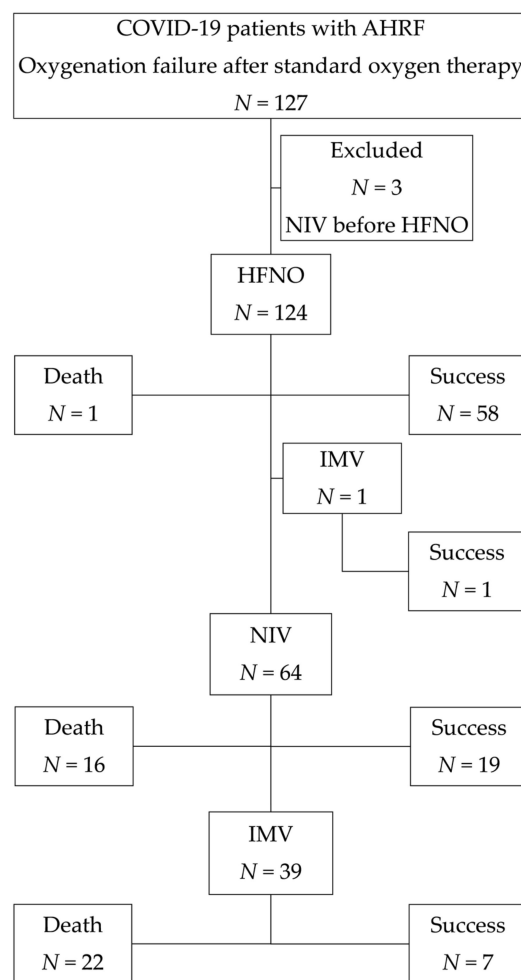 COVID-19 patients with AHRF
Oxygenation failure after standard oxygen therapy
N = 127
Excluded
N = 3
NIV before HFNO
HFNO
N = 124
Death
N = 1
Success
N = 58
IMV
N = 1
Success
N = 1
NIV
N = 64
Death
N = 16
Success
N = 19
IMV
N = 39
Death
N = 22
Success
N = 7